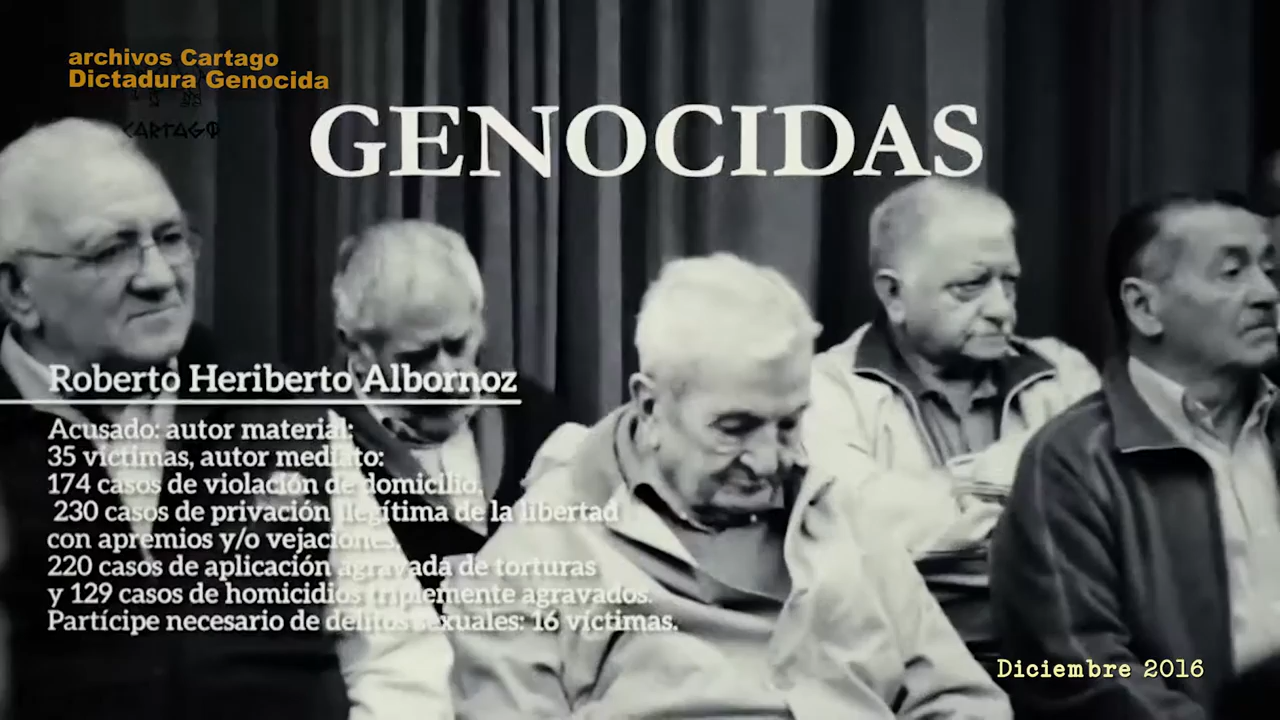 archivos Cartago
Dictadura Genocida
CARTAGO
GENOCIDAS
Roberto Heriberto Albornoz
Acusado: autor material:
35 víctimas, autor mediato:
174 casos de violación de domicilio.
230 casos de privación ilegítima de la libertad
con apremios y/o vejaciones,
220 casos de aplicación agravada de torturas
y 129 casos de homicidios triplemente agravados.
Partícipe necesario de delitos sexuales: 16 víctimas.
Diciembre 2016